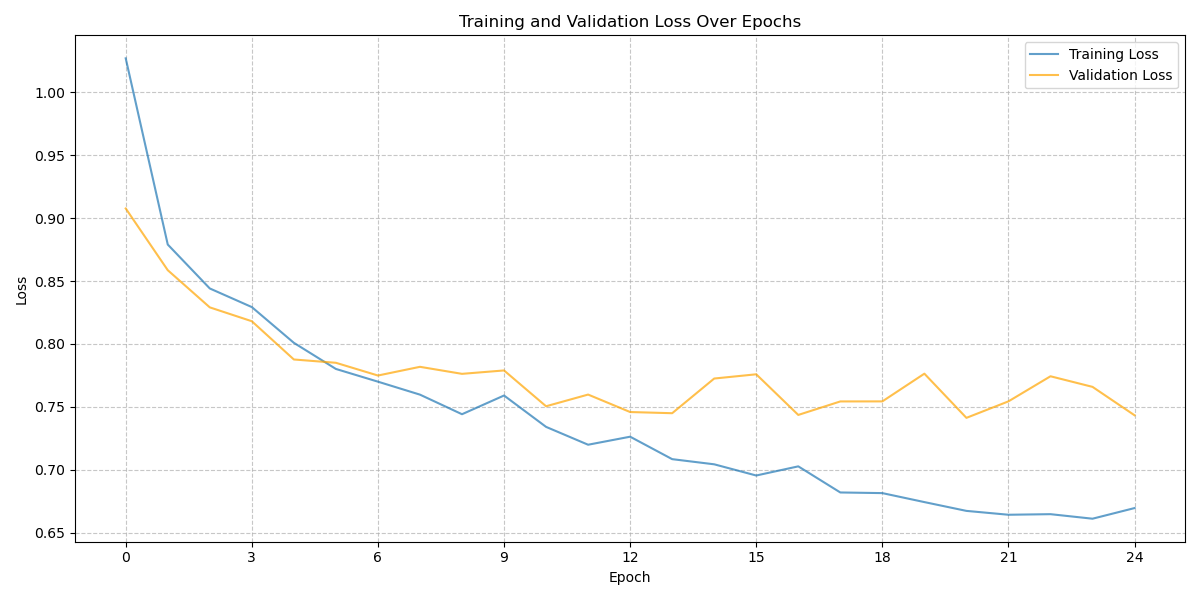 Training and Validation Loss Over Epochs
Training Loss
Validation Loss
Loss
1.00
0.95
0.90
0.85
0.80
0.75
0.70
0.65
0 3 6 9 12 15 18 21 24
Epoch